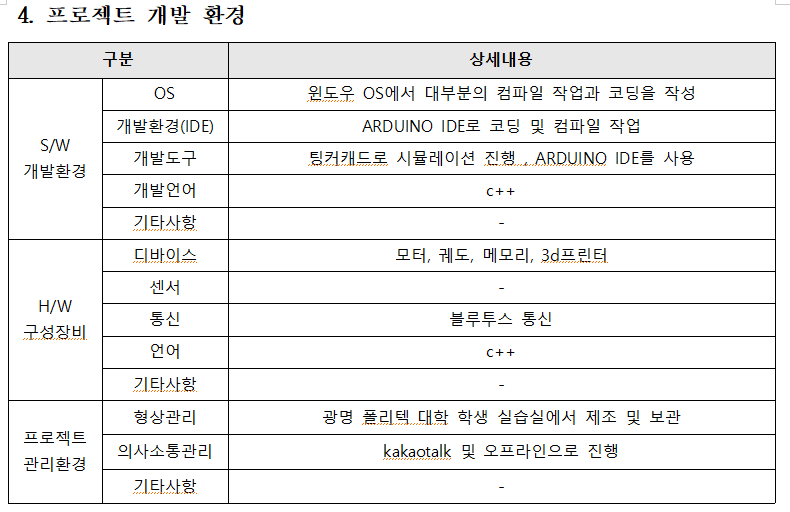 4. 프로젝트 개발 환경
구분 상세내용
S/W 개발환경
OS 윈도우 OS에서 대부분의 컴파일 작업과 코딩을 작성
개발환경(IDE) ARDUINO IDE로 코딩 및 컴파일 작업
개발도구 팅커캐드로 시뮬레이션 진행 , ARDUINO IDE를 사용
개발언어 c++
기타사항 -
H/W 구성장비
디바이스 모터, 궤도, 메모리, 3d프린터
센서 -
통신 블루투스 통신
언어 c++
기타사항 -
프로젝트 관리환경
형상관리 광명 폴리텍 대학 학생 실습실에서 제조 및 보관
의사소통관리 kakaotalk 및 오프라인으로 진행
기타사항 -